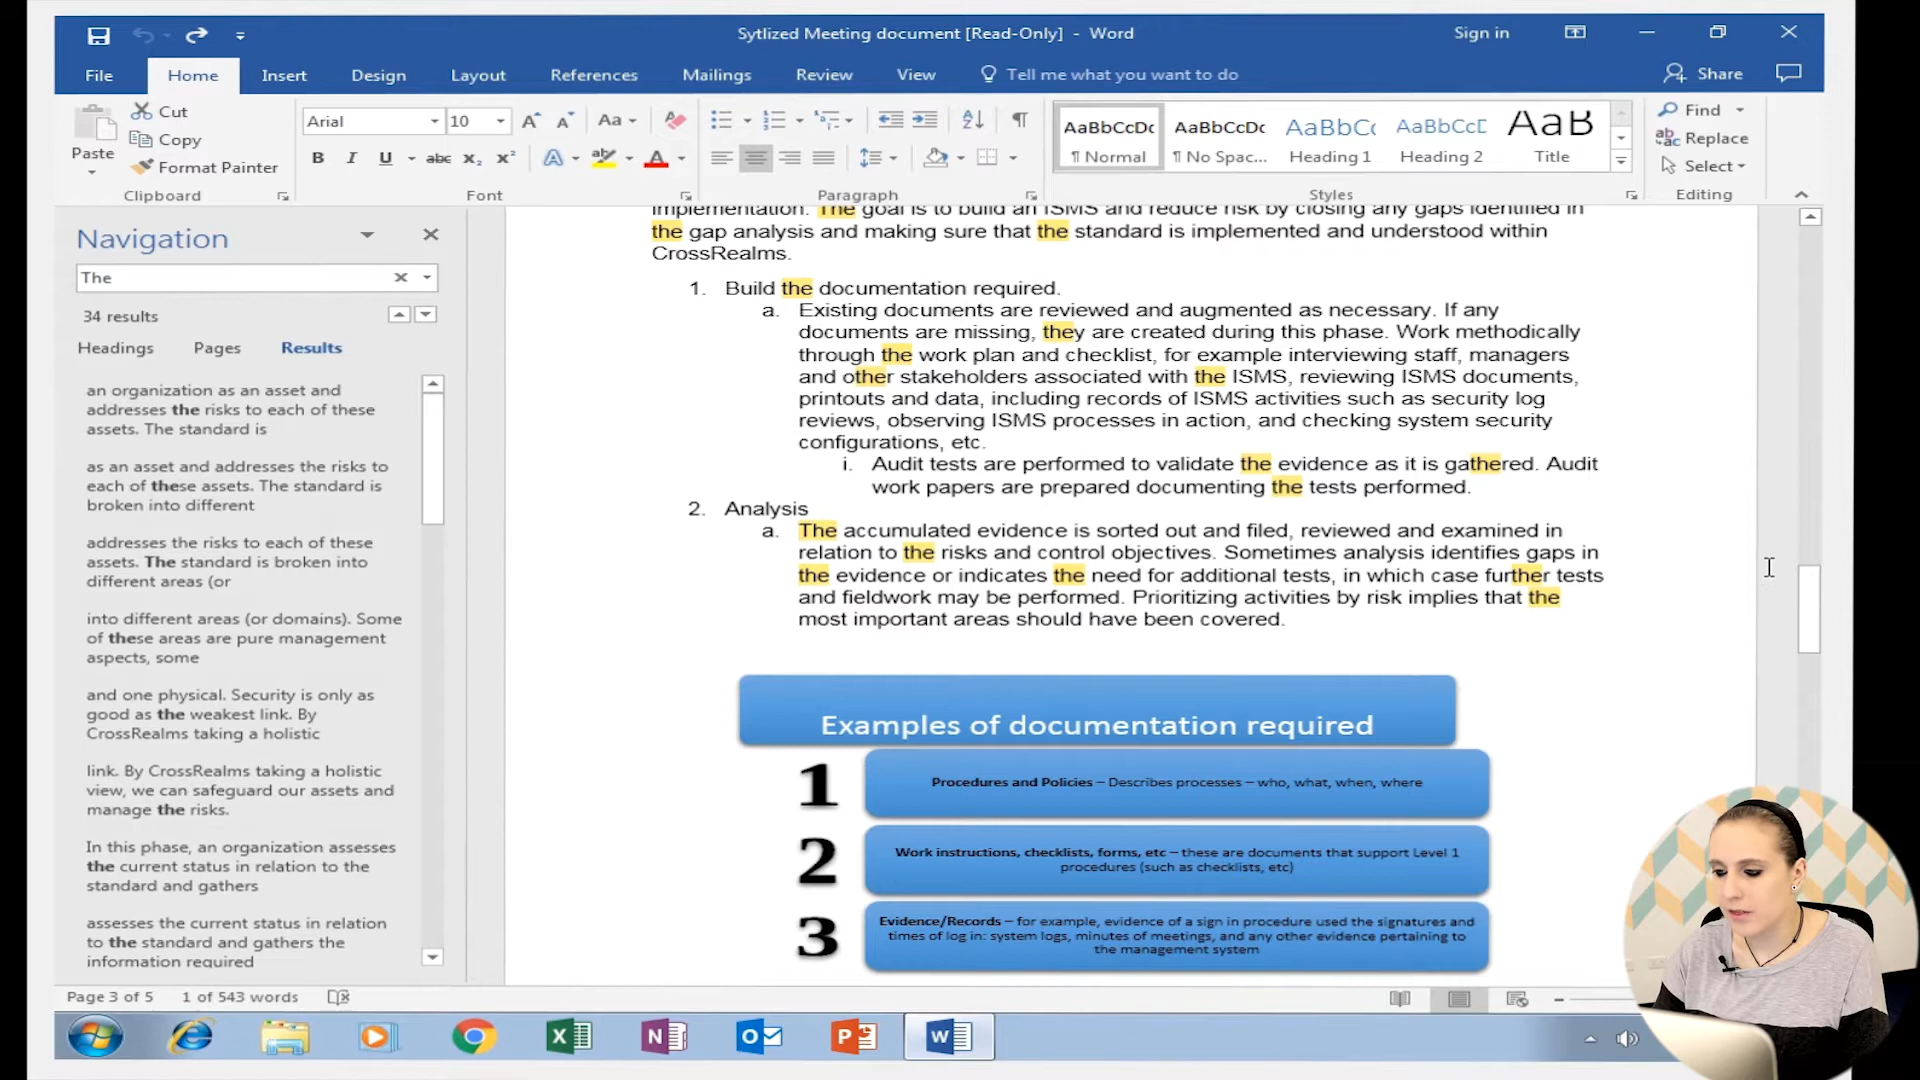 Sytlized Meeting document [Read-Only] - Word
Sign in
File
Home
Insert
Design
Layout
References
Mailings
Review
View
Tell me what you want to do
Share
Paste
Cut
Copy
Format Painter
Clipboard
Arial
10
Aa
B I U abc X₂ X²
A
A
Font
Paragraph
AaBbCcDc
¶ Normal
AaBbCcDc
¶ No Spac...
AaBbCc
Heading 1
AaBbCcD
Heading 2
AaB
Title
Styles
Find
Replace
Select
Editing
Navigation
The
34 results
Headings
Pages
Results
an organization as an asset and
addresses the risks to each of these
assets. The standard is
as an asset and addresses the risks to
each of these assets. The standard is
broken into different
addresses the risks to each of these
assets. The standard is broken into
different areas (or
into different areas (or domains). Some
of these areas are pure management
aspects, some
and one physical. Security is only as
good as the weakest link. By
CrossRealms taking a holistic
link. By CrossRealms taking a holistic
view, we can safeguard our assets and
manage the risks.
In this phase, an organization assesses
the current status in relation to the
standard and gathers
assesses the current status in relation
to the standard and gathers the
information required
implementation. The goal is to build an ISMS and reduce risk by closing any gaps identified in
the gap analysis and making sure that the standard is implemented and understood within
CrossRealms.
1. Build the documentation required.
a. Existing documents are reviewed and augmented as necessary. If any
documents are missing, they are created during this phase. Work methodically
through the work plan and checklist, for example interviewing staff, managers
and other stakeholders associated with the ISMS, reviewing ISMS documents,
printouts and data, including records of ISMS activities such as security log
reviews, observing ISMS processes in action, and checking system security
configurations, etc.
i. Audit tests are performed to validate the evidence as it is gathered. Audit
work papers are prepared documenting the tests performed.
2. Analysis
a. The accumulated evidence is sorted out and filed, reviewed and examined in
relation to the risks and control objectives. Sometimes analysis identifies gaps in
the evidence or indicates the need for additional tests, in which case further tests
and fieldwork may be performed. Prioritizing activities by risk implies that the
most important areas should have been covered.
Examples of documentation required
1
Procedures and Policies – Describes processes – who, what, when, where
2
Work instructions, checklists, forms, etc – these are documents that support Level 1
procedures (such as checklists, etc)
3
Evidence/Records – for example, evidence of a sign in procedure used the signatures and
times of log in: system logs, minutes of meetings, and any other evidence pertaining to
the management system
Page 3 of 5
1 of 543 words